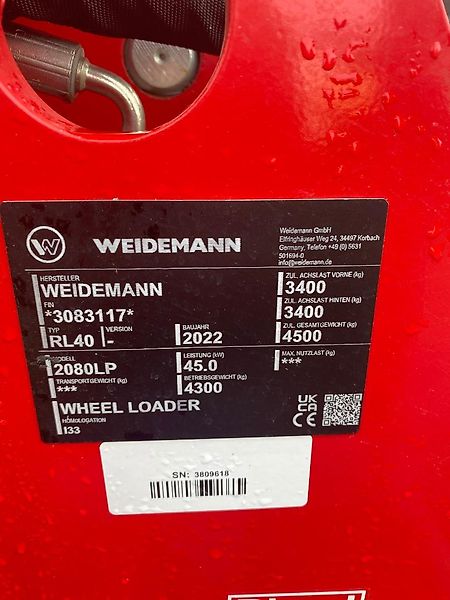 WEIDEMANN
Weidemann GmbH
Elfringhäuser Weg 24, 34497 Korbach
Germany, Telefon +49 (0) 5631
501694-0
info@weidemann.de
HERSTELLER
WEIDEMANN
FIN
*3083117*
TYP VERSION BAUJAHR
RL40 - 2022
MODELL LEISTUNG (kW)
2080LP 45.0
TRANSPORTGEWICHT (kg) BETRIEBSGEWICHT (kg)
*** 4300
WHEEL LOADER
HOMOLOGATION
I33
ZUL. ACHSLAST VORNE (kg)
3400
ZUL. ACHSLAST HINTEN (kg)
3400
ZUL. GESAMTGEWICHT (kg)
4500
MAX. NUTZLAST (kg)
***
UK
CA
CE
SN: 3809618